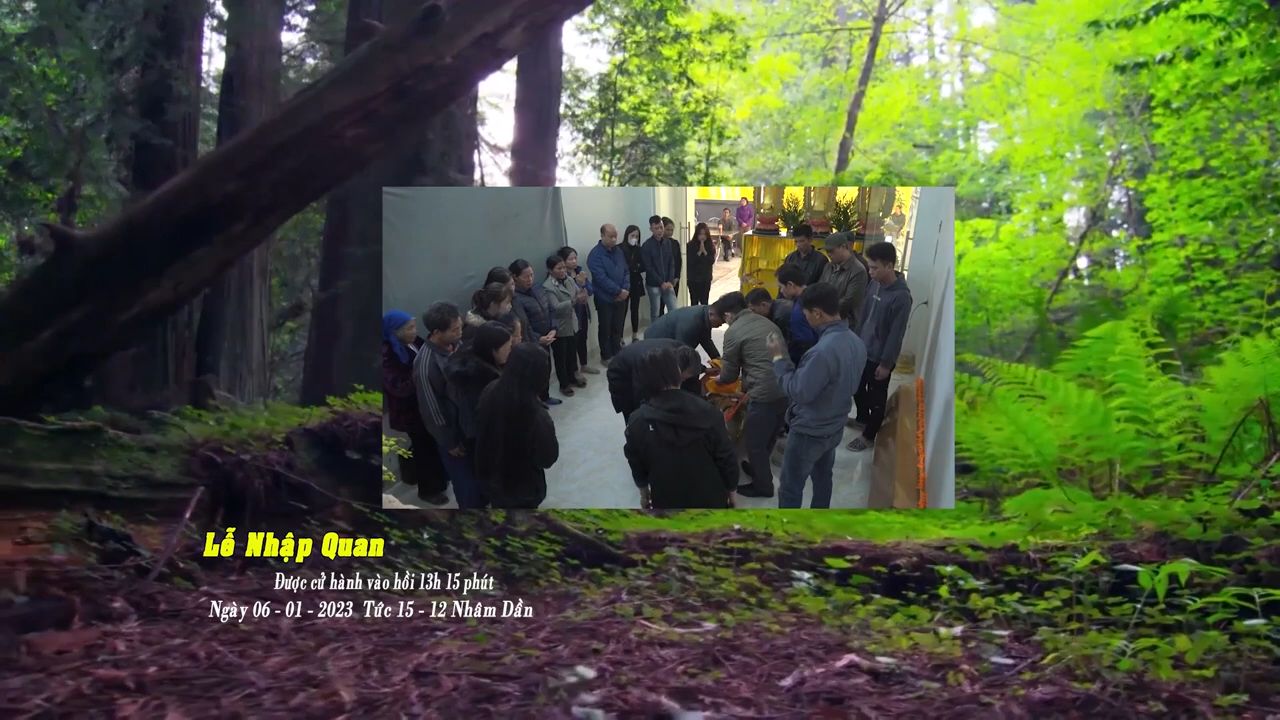 Lễ Nhập Quan
Được cử hành vào hồi 13h 15 phút
Ngày 06 - 01 - 2023 Tức 15 - 12 Nhâm Dần